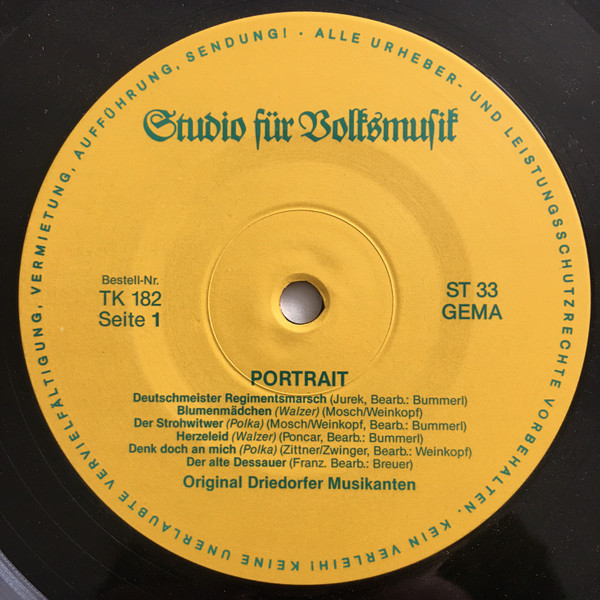 ALLE URHEBER- UND LEISTUNGSSCHUTZRECHTE VORBEHALTEN. KEIN VERLEIH! KEINE UNERLAUBTE VERVIELFÄLTIGUNG, VERMIETUNG, AUFFÜHRUNG, SENDUNG! ·
Studio für Volksmusik
Bestell-Nr.
TK 182
Seite 1
ST 33
GEMA
PORTRAIT
Deutschmeister Regimentsmarsch (Jurek, Bearb.: Bummerl)
Blumenmädchen (Walzer) (Mosch/Weinkopf)
Der Strohwitwer (Polka) (Mosch/Weinkopf, Bearb.: Bummerl)
Herzeleid (Walzer) (Poncar, Bearb.: Bummerl)
Denk doch an mich (Polka) (Zittner/Zwinger, Bearb.: Weinkopf)
Der alte Dessauer (Franz. Bearb.: Breuer)
Original Driedorfer Musikanten